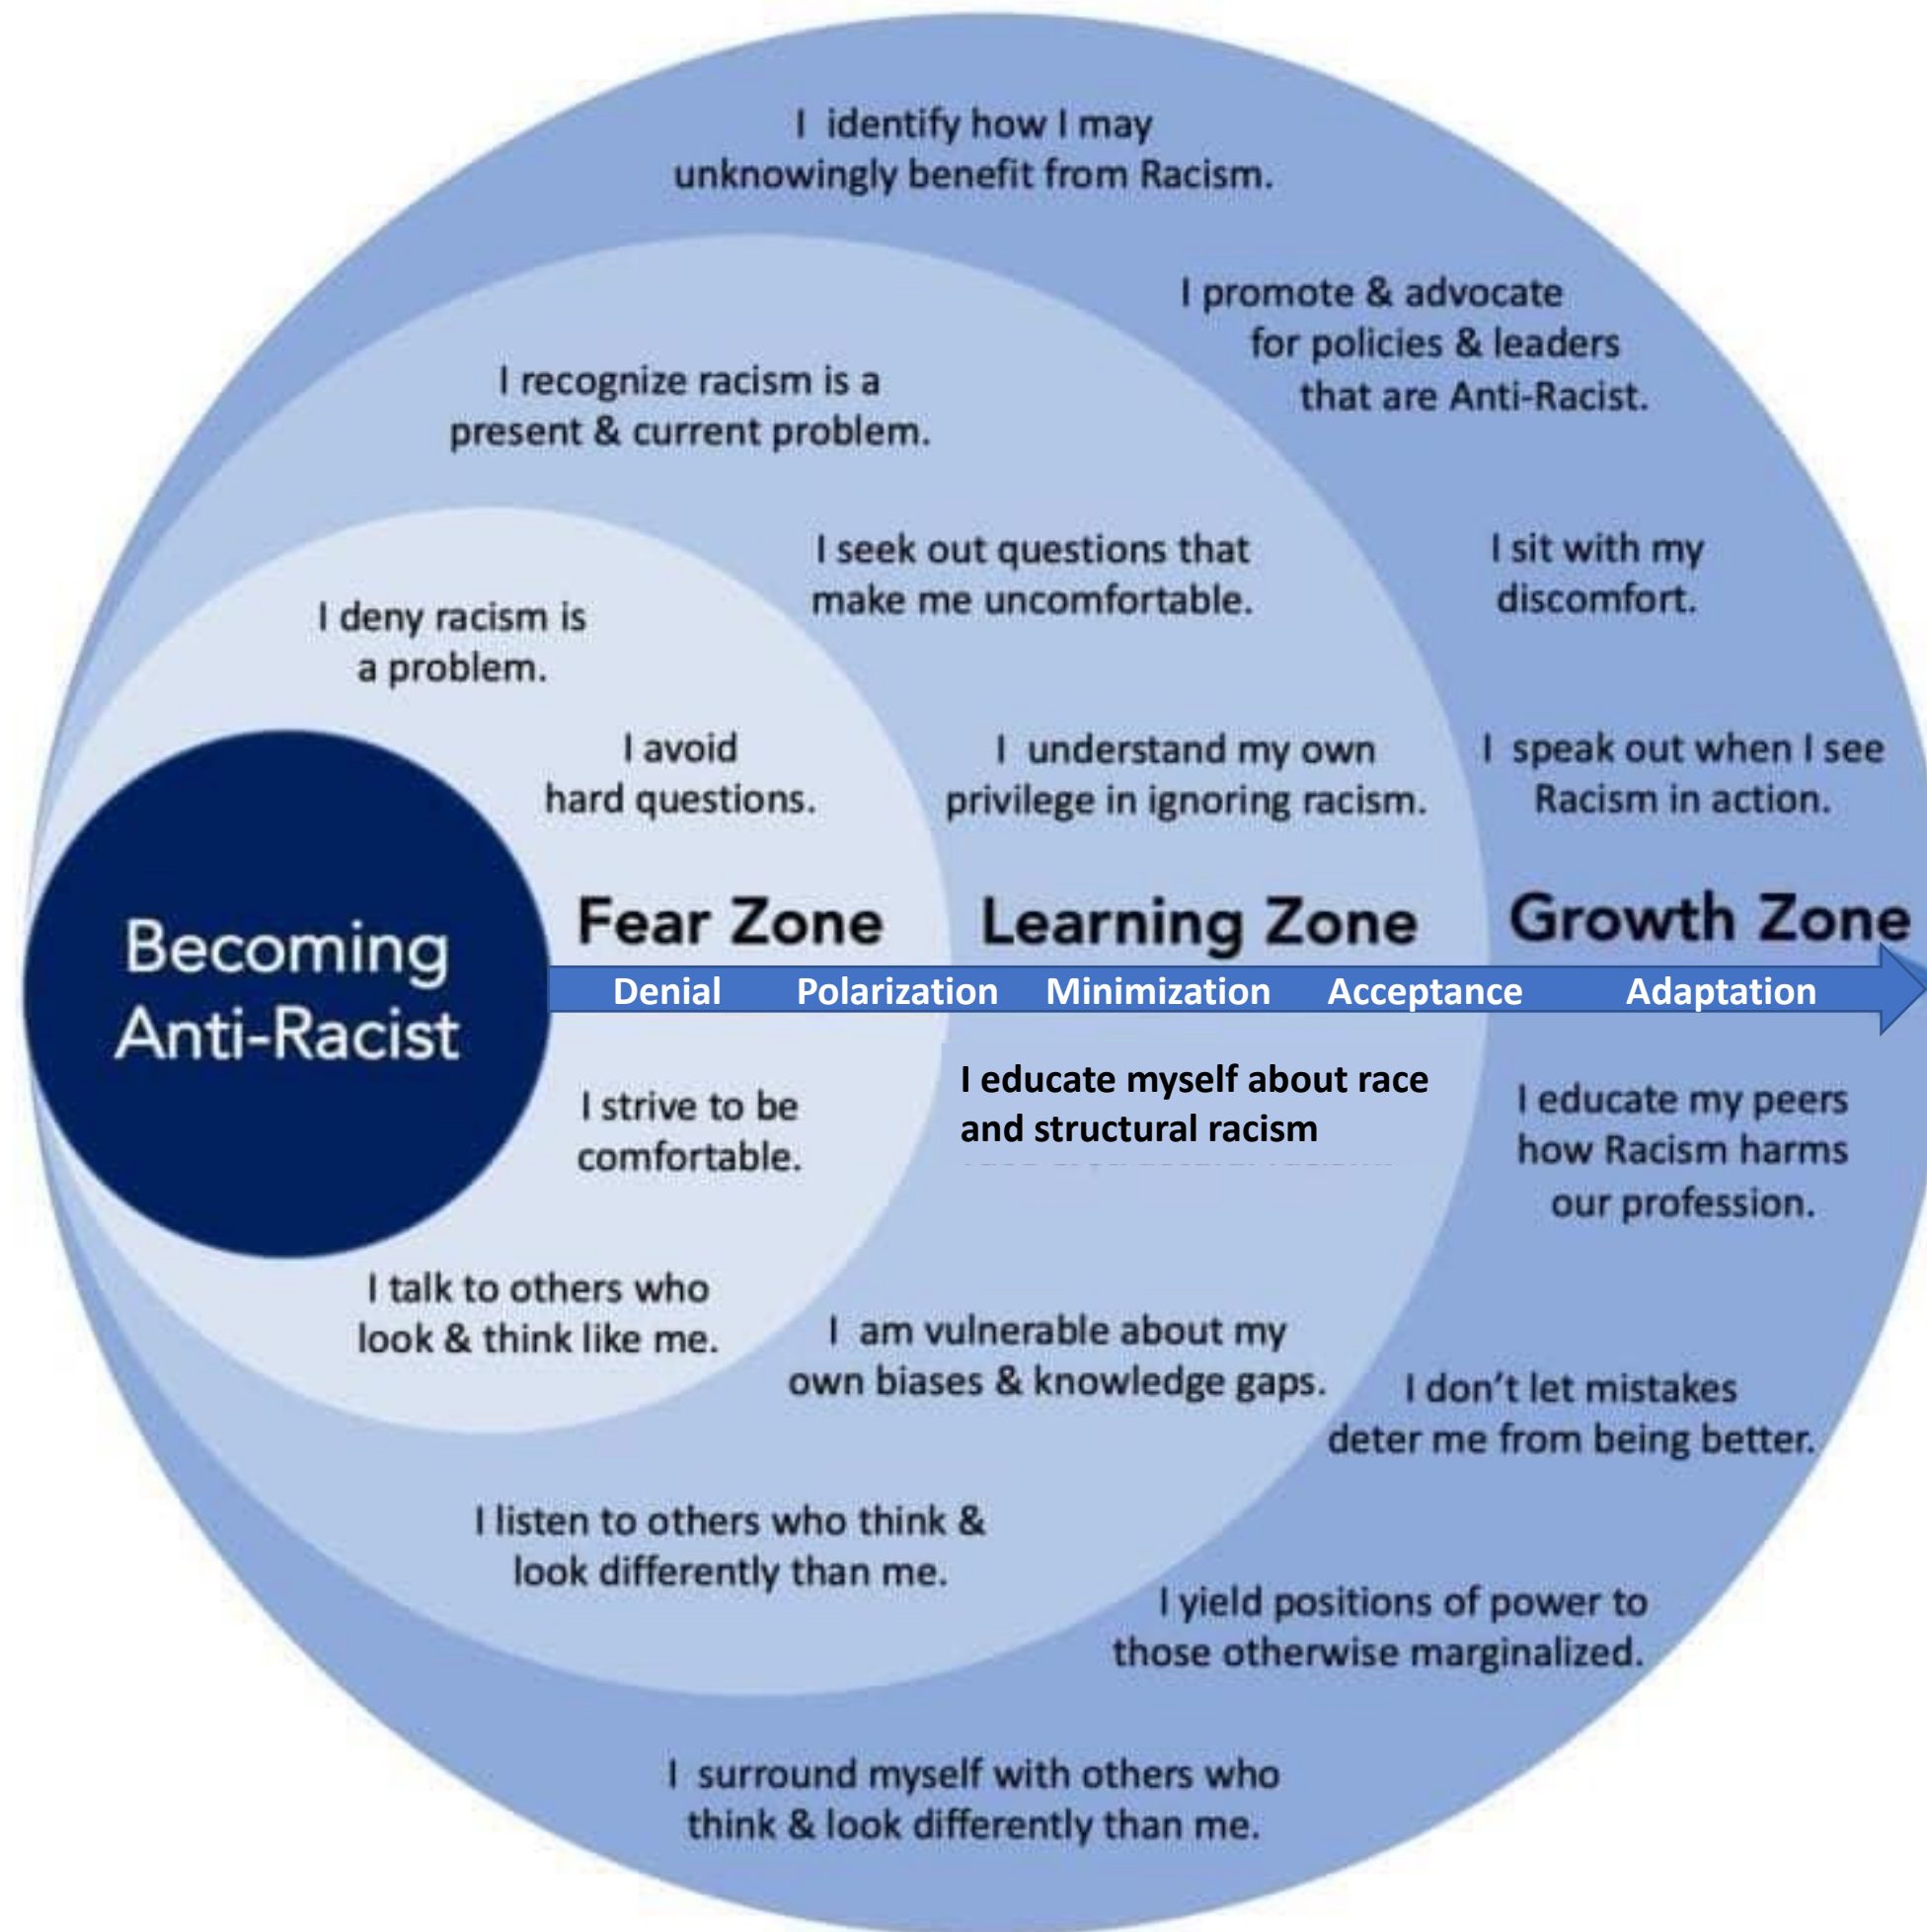 I identify how I may
unknowingly benefit from Racism.
I promote & advocate
for policies & leaders
that are Anti-Racist.
I recognize racism is a
present & current problem.
I seek out questions that
make me uncomfortable.
I sit with my
discomfort.
I deny racism is
a problem.
I avoid
hard questions.
I understand my own
privilege in ignoring racism.
I speak out when I see
Racism in action.
Becoming
Anti-Racist
Fear Zone
Learning Zone
Growth Zone
Denial Polarization Minimization Acceptance Adaptation
I strive to be
comfortable.
I educate myself about race
and structural racism
I educate my peers
how Racism harms
our profession.
I talk to others who
look & think like me.
I am vulnerable about my
own biases & knowledge gaps.
I don't let mistakes
deter me from being better.
I listen to others who think &
look differently than me.
I yield positions of power to
those otherwise marginalized.
I surround myself with others who
think & look differently than me.